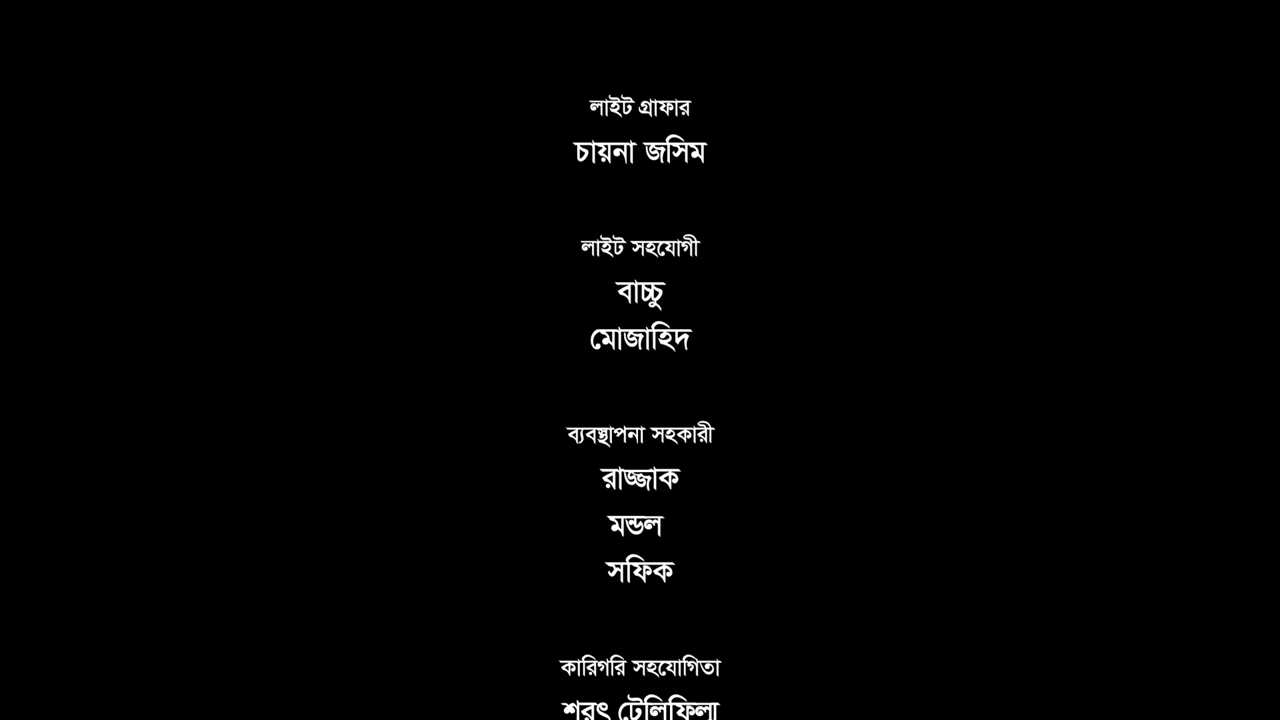 লাইট গ্রাফার
চায়না জসিম
লাইট সহযোগী
বাচ্চু
মোজাহিদ
ব্যবস্থাপনা সহকারী
রাজ্জাক
মন্ডল
সফিক
কারিগরি সহযোগিতা
শরৎ